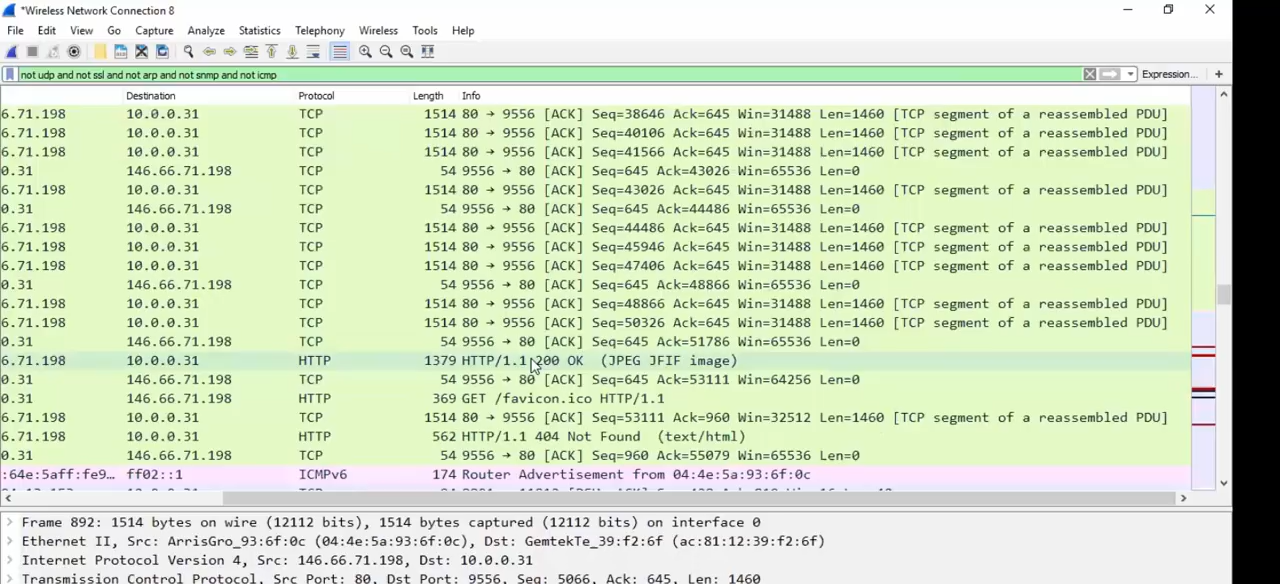 *Wireless Network Connection 8
File Edit View Go Capture Analyze Statistics Telephony Wireless Tools Help
not udp and not ssl and not arp and not snmp and not icmp Expression... +
Destination Protocol Length Info
6.71.198 10.0.0.31 TCP 1514 80 → 9556 [ACK] Seq=38646 Ack=645 Win=31488 Len=1460 [TCP segment of a reassembled PDU]
6.71.198 10.0.0.31 TCP 1514 80 → 9556 [ACK] Seq=40106 Ack=645 Win=31488 Len=1460 [TCP segment of a reassembled PDU]
6.71.198 10.0.0.31 TCP 1514 80 → 9556 [ACK] Seq=41566 Ack=645 Win=31488 Len=1460 [TCP segment of a reassembled PDU]
0.31 146.66.71.198 TCP 54 9556 → 80 [ACK] Seq=645 Ack=43026 Win=65536 Len=0
6.71.198 10.0.0.31 TCP 1514 80 → 9556 [ACK] Seq=43026 Ack=645 Win=31488 Len=1460 [TCP segment of a reassembled PDU]
0.31 146.66.71.198 TCP 54 9556 → 80 [ACK] Seq=645 Ack=44486 Win=65536 Len=0
6.71.198 10.0.0.31 TCP 1514 80 → 9556 [ACK] Seq=44486 Ack=645 Win=31488 Len=1460 [TCP segment of a reassembled PDU]
6.71.198 10.0.0.31 TCP 1514 80 → 9556 [ACK] Seq=45946 Ack=645 Win=31488 Len=1460 [TCP segment of a reassembled PDU]
6.71.198 10.0.0.31 TCP 1514 80 → 9556 [ACK] Seq=47406 Ack=645 Win=31488 Len=1460 [TCP segment of a reassembled PDU]
0.31 146.66.71.198 TCP 54 9556 → 80 [ACK] Seq=645 Ack=48866 Win=65536 Len=0
6.71.198 10.0.0.31 TCP 1514 80 → 9556 [ACK] Seq=48866 Ack=645 Win=31488 Len=1460 [TCP segment of a reassembled PDU]
6.71.198 10.0.0.31 TCP 1514 80 → 9556 [ACK] Seq=50326 Ack=645 Win=31488 Len=1460 [TCP segment of a reassembled PDU]
0.31 146.66.71.198 TCP 54 9556 → 80 [ACK] Seq=645 Ack=51786 Win=65536 Len=0
6.71.198 10.0.0.31 HTTP 1379 HTTP/1.1 200 OK (JPEG JFIF image)
0.31 146.66.71.198 TCP 54 9556 → 80 [ACK] Seq=645 Ack=53111 Win=64256 Len=0
0.31 146.66.71.198 HTTP 369 GET /favicon.ico HTTP/1.1
6.71.198 10.0.0.31 TCP 1514 80 → 9556 [ACK] Seq=53111 Ack=960 Win=32512 Len=1460 [TCP segment of a reassembled PDU]
6.71.198 10.0.0.31 HTTP 562 HTTP/1.1 404 Not Found (text/html)
0.31 146.66.71.198 TCP 54 9556 → 80 [ACK] Seq=960 Ack=55079 Win=65536 Len=0
:64e:5aff:fe9… ff02::1 ICMPv6 174 Router Advertisement from 04:4e:5a:93:6f:0c
Frame 892: 1514 bytes on wire (12112 bits), 1514 bytes captured (12112 bits) on interface 0
Ethernet II, Src: ArrisGro_93:6f:0c (04:4e:5a:93:6f:0c), Dst: GemtekTe_39:f2:6f (ac:81:12:39:f2:6f)
Internet Protocol Version 4, Src: 146.66.71.198, Dst: 10.0.0.31
Transmission Control Protocol, Src Port: 80, Dst Port: 9556, Seq: 5066, Ack: 645, Len: 1460